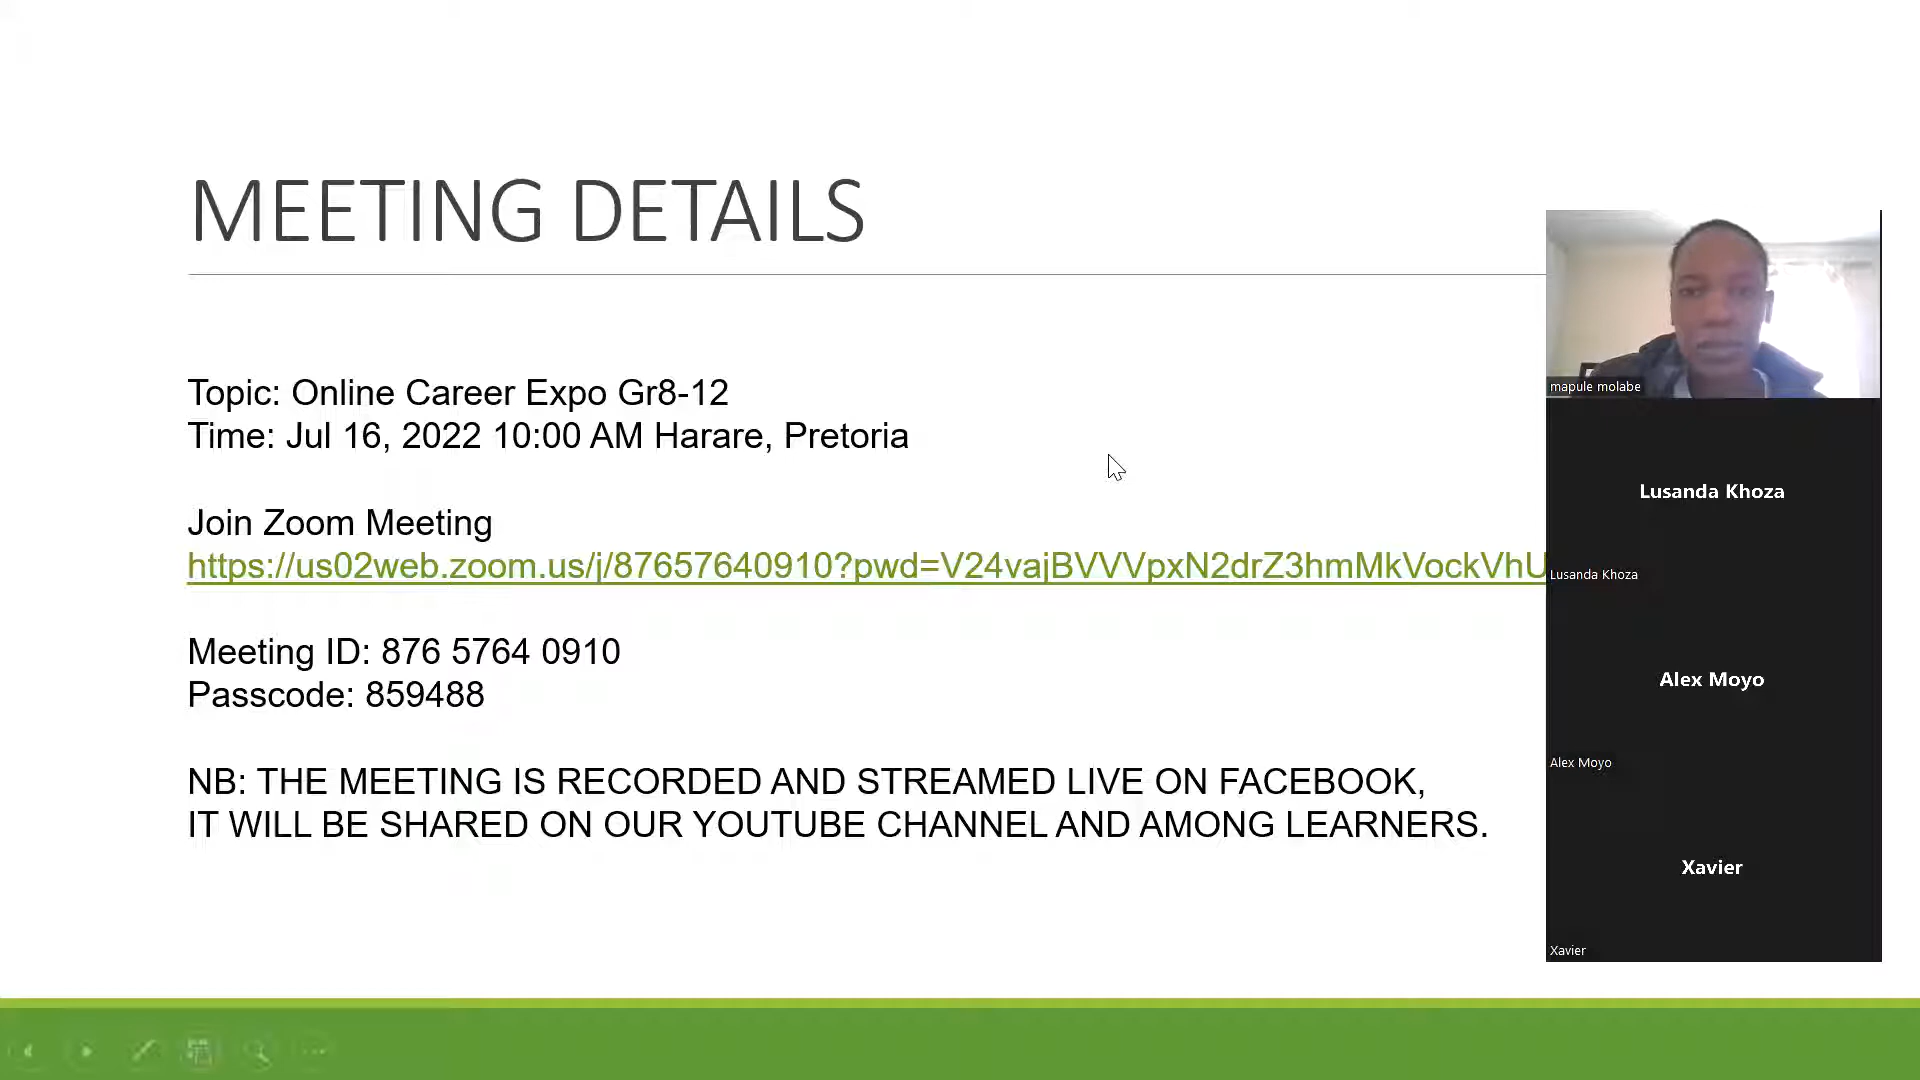 MEETING DETAILS
Topic: Online Career Expo Gr8-12
Time: Jul 16, 2022 10:00 AM Harare, Pretoria
Join Zoom Meeting
https://us02web.zoom.us/j/87657640910?pwd=V24vajBVVVpxN2drZ3hmMkVockVhU
Meeting ID: 876 5764 0910
Passcode: 859488
NB: THE MEETING IS RECORDED AND STREAMED LIVE ON FACEBOOK,
IT WILL BE SHARED ON OUR YOUTUBE CHANNEL AND AMONG LEARNERS.
mapule molabe
Lusanda Khoza
Lusanda Khoza
Alex Moyo
Alex Moyo
Xavier
Xavier